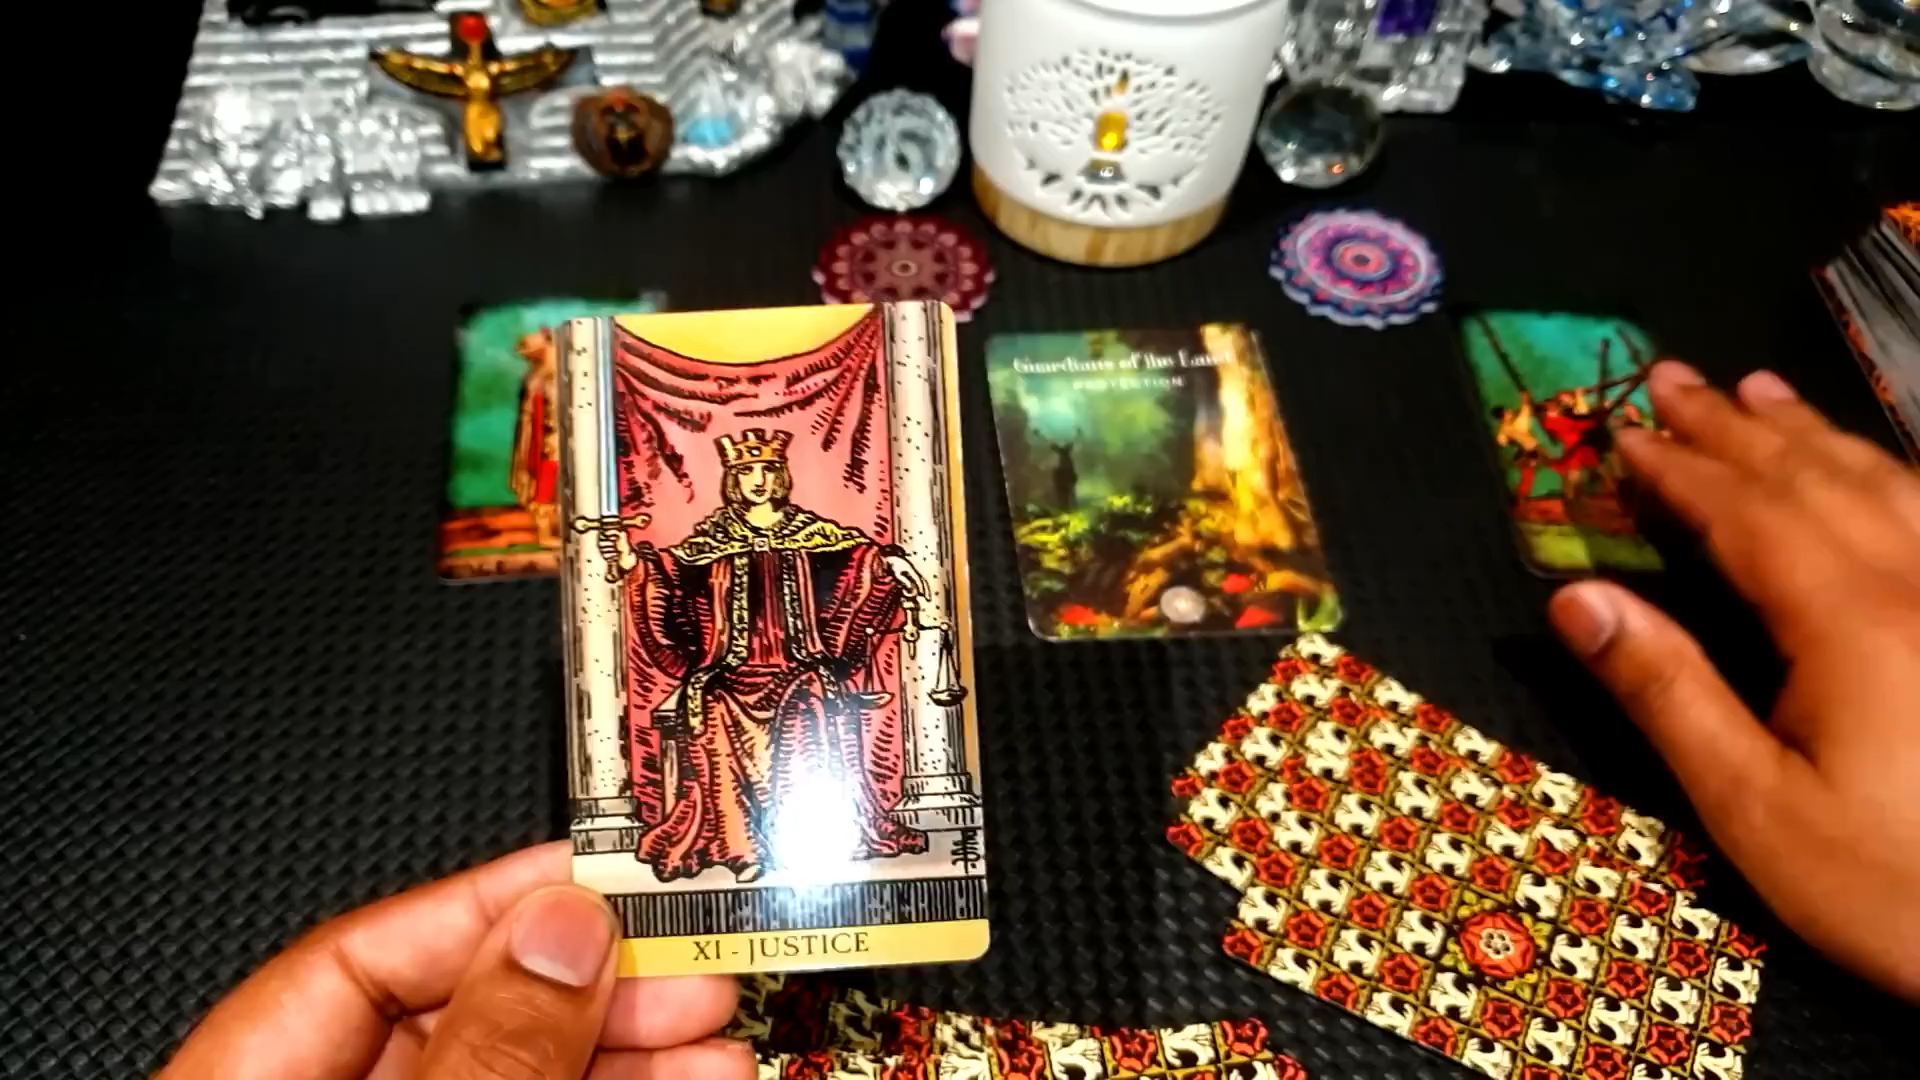 Guardians of the Land
PROTECTION
XI - JUSTICE